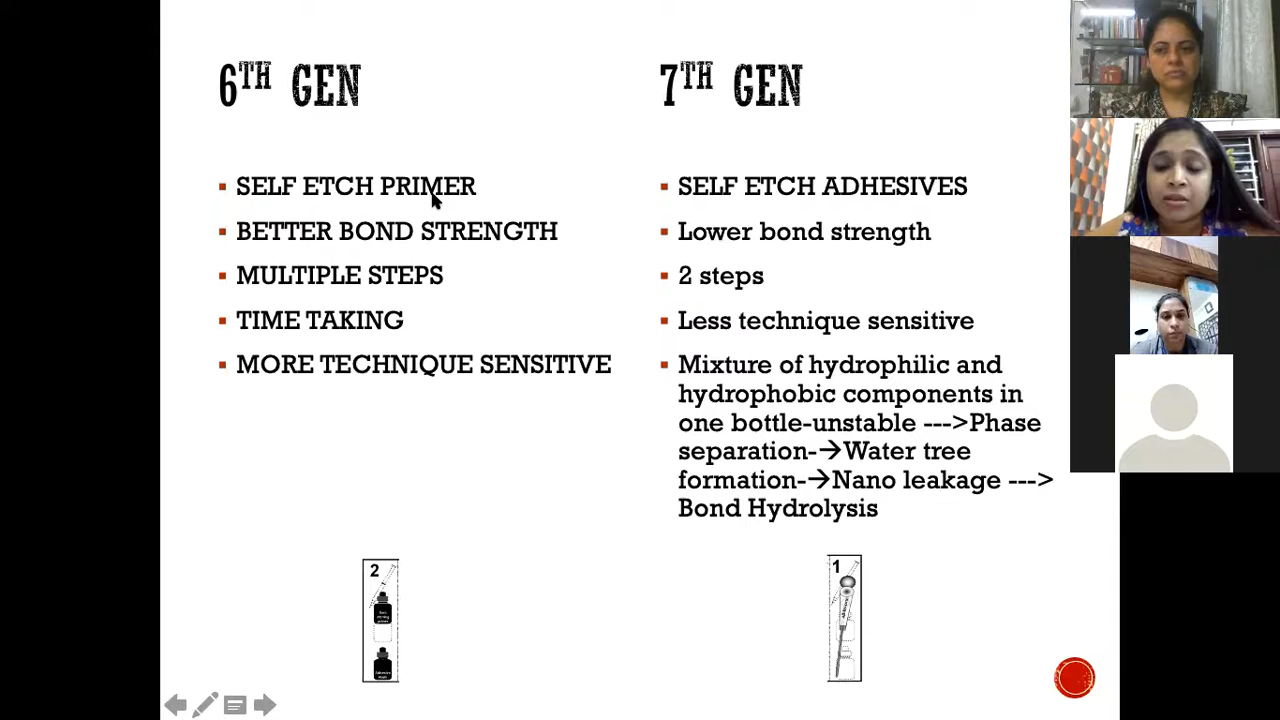 6TH GEN
▪ SELF ETCH PRIMER
▪ BETTER BOND STRENGTH
▪ MULTIPLE STEPS
▪ TIME TAKING
▪ MORE TECHNIQUE SENSITIVE
2
7TH GEN
▪ SELF ETCH ADHESIVES
▪ Lower bond strength
▪ 2 steps
▪ Less technique sensitive
▪ Mixture of hydrophilic and
hydrophobic components in
one bottle-unstable --->Phase
separation-→Water tree
formation-→Nano leakage --->
Bond Hydrolysis
1